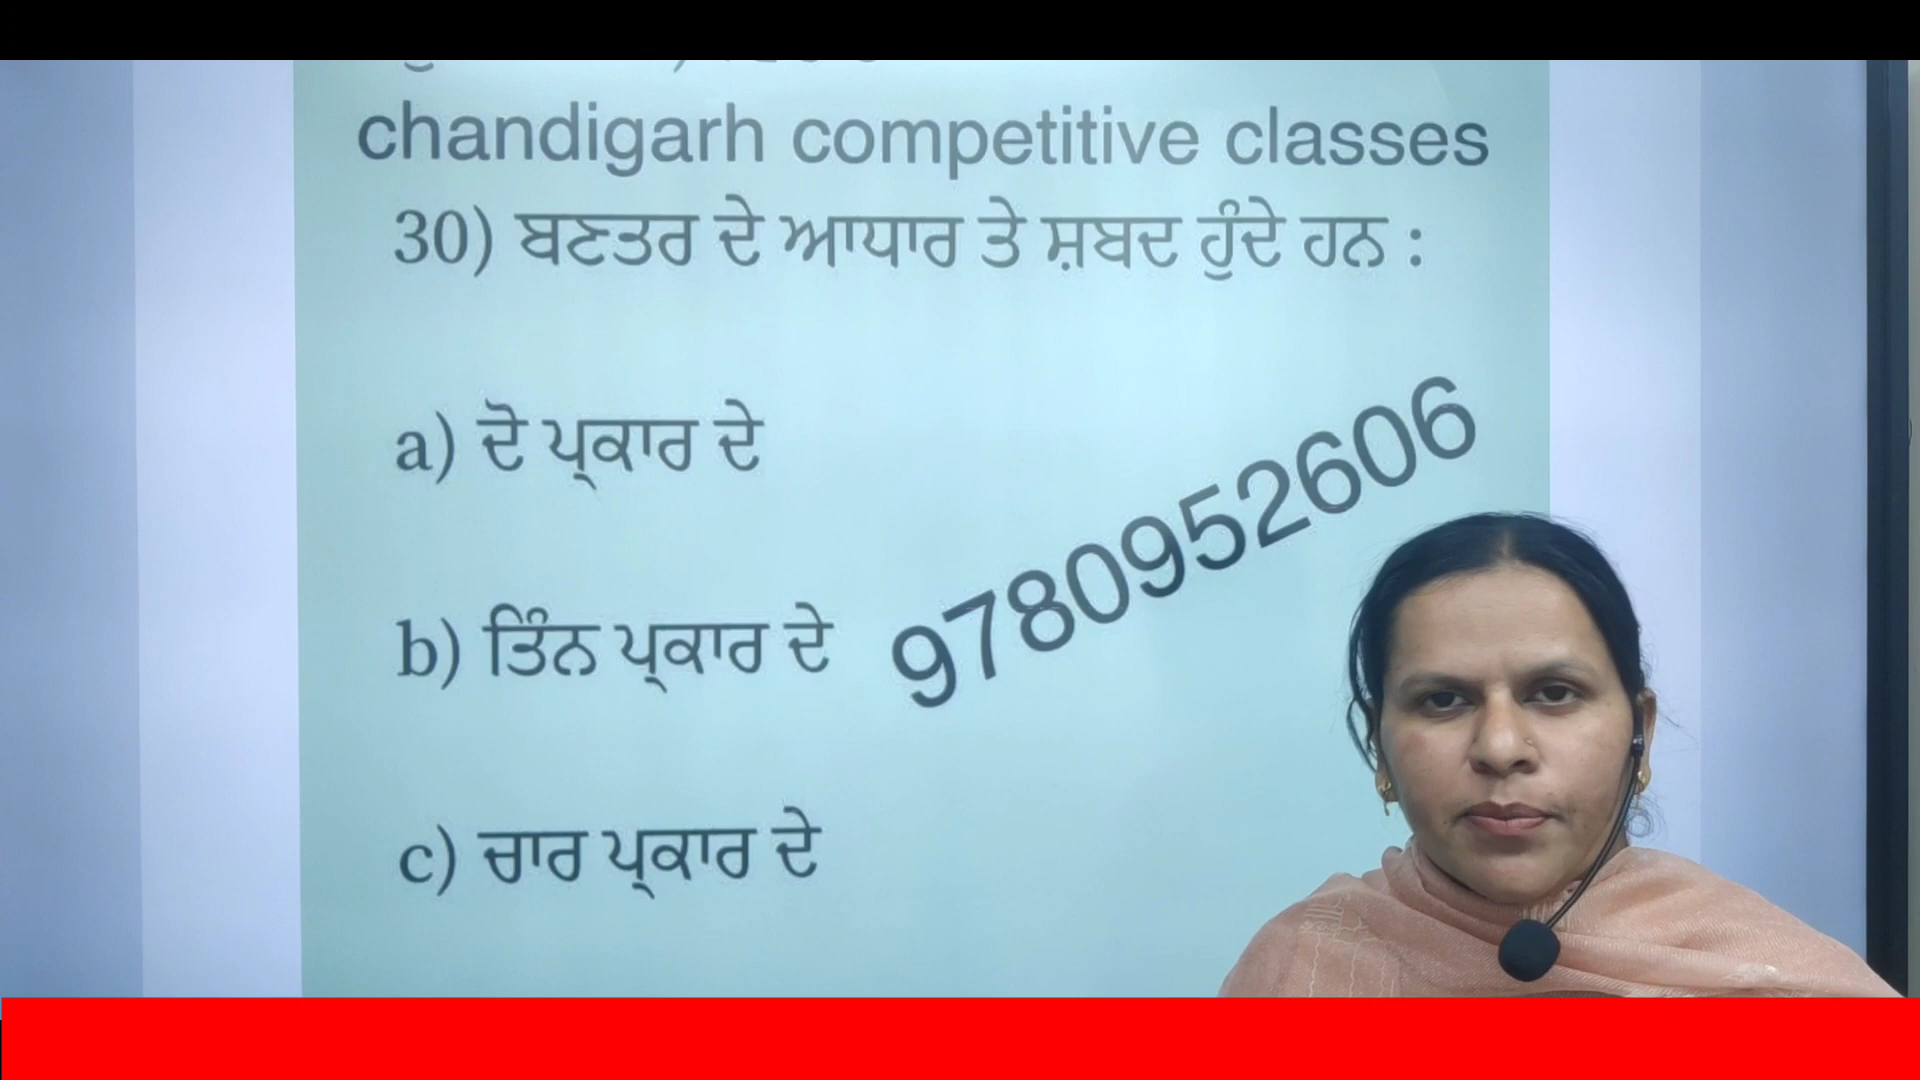 chandigarh competitive classes
30) ਬਣਤਰ ਦੇ ਆਧਾਰ ਤੇ ਸ਼ਬਦ ਹੁੰਦੇ ਹਨ :
a) ਦੋ ਪ੍ਰਕਾਰ ਦੇ
9780952606
b) ਤਿੰਨ ਪ੍ਰਕਾਰ ਦੇ
c) ਚਾਰ ਪ੍ਰਕਾਰ ਦੇ